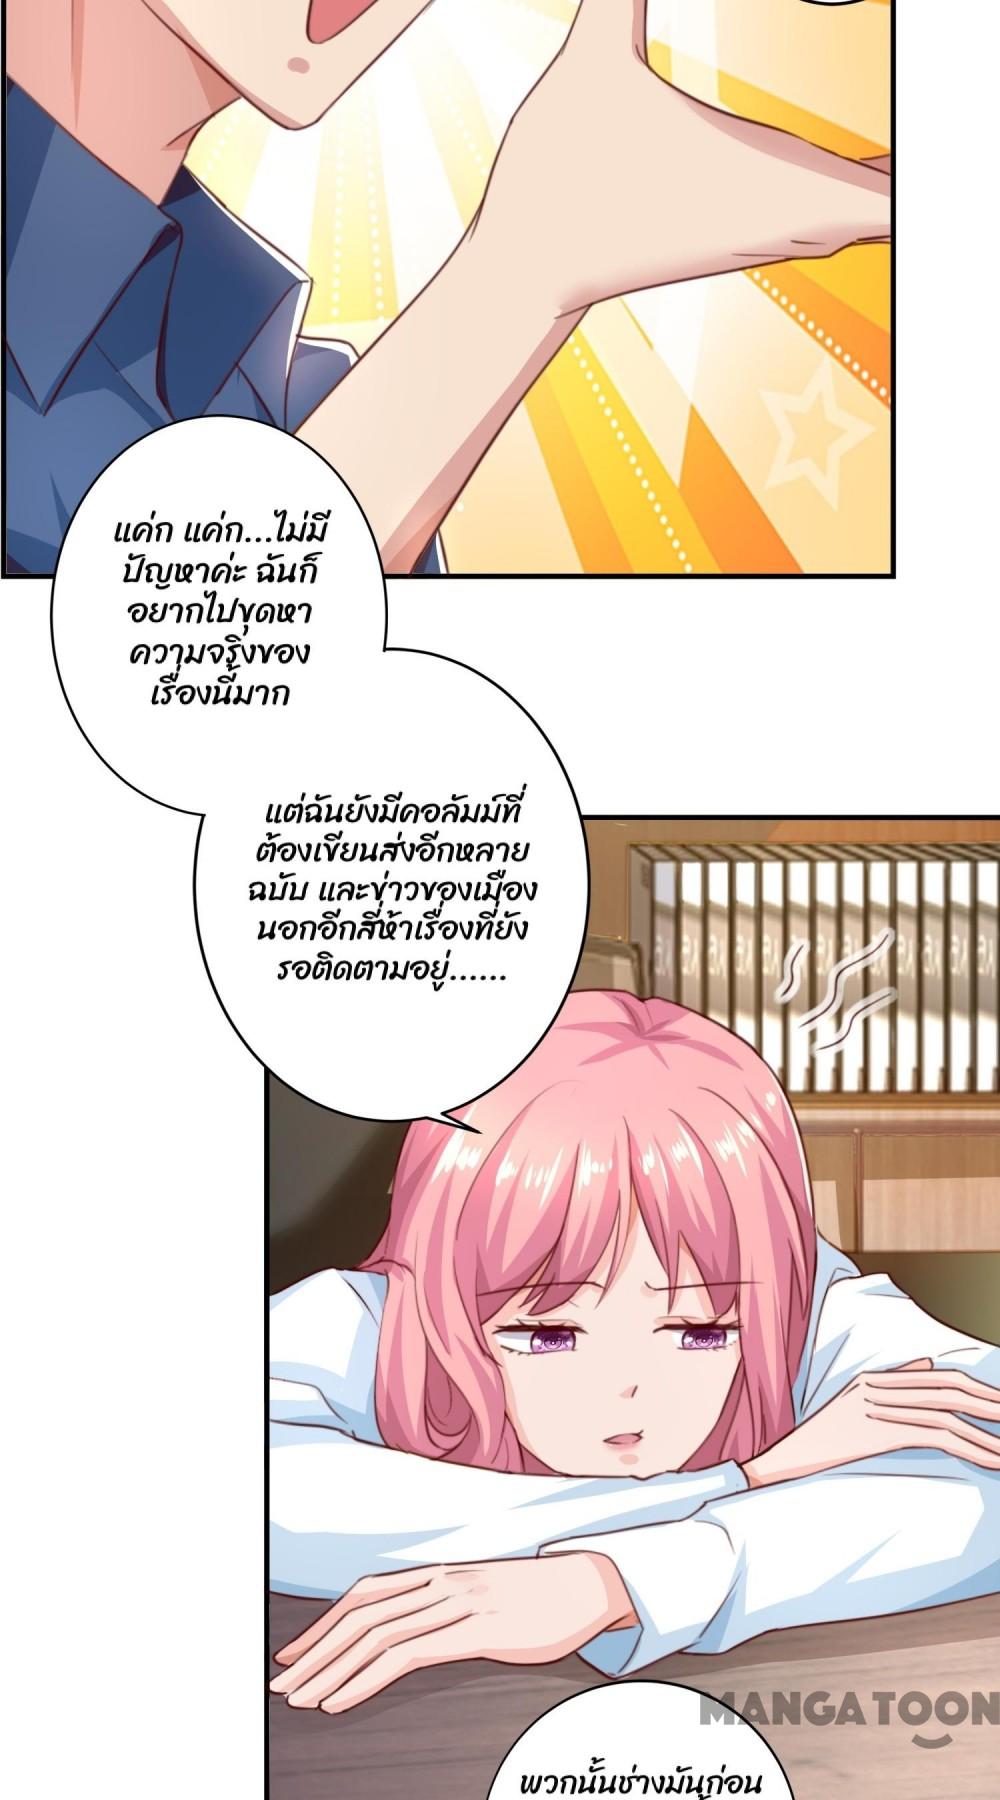 แค่ก แค่ก...ไม่มี
ปัญหาค่ะ ฉันก็
อยากไปขุดหา
ความจริงของ
เรื่องนี้มาก
แต่ฉันยังมีคอลัมม์ที่
ต้องเขียนส่งอีกหลาย
ฉบับ และข่าวของเมือง
นอกอีกสี่ห้าเรื่องที่ยัง
รอติดตามอยู่......
MANGATOON
พวกนั้นช่างมันก่อน